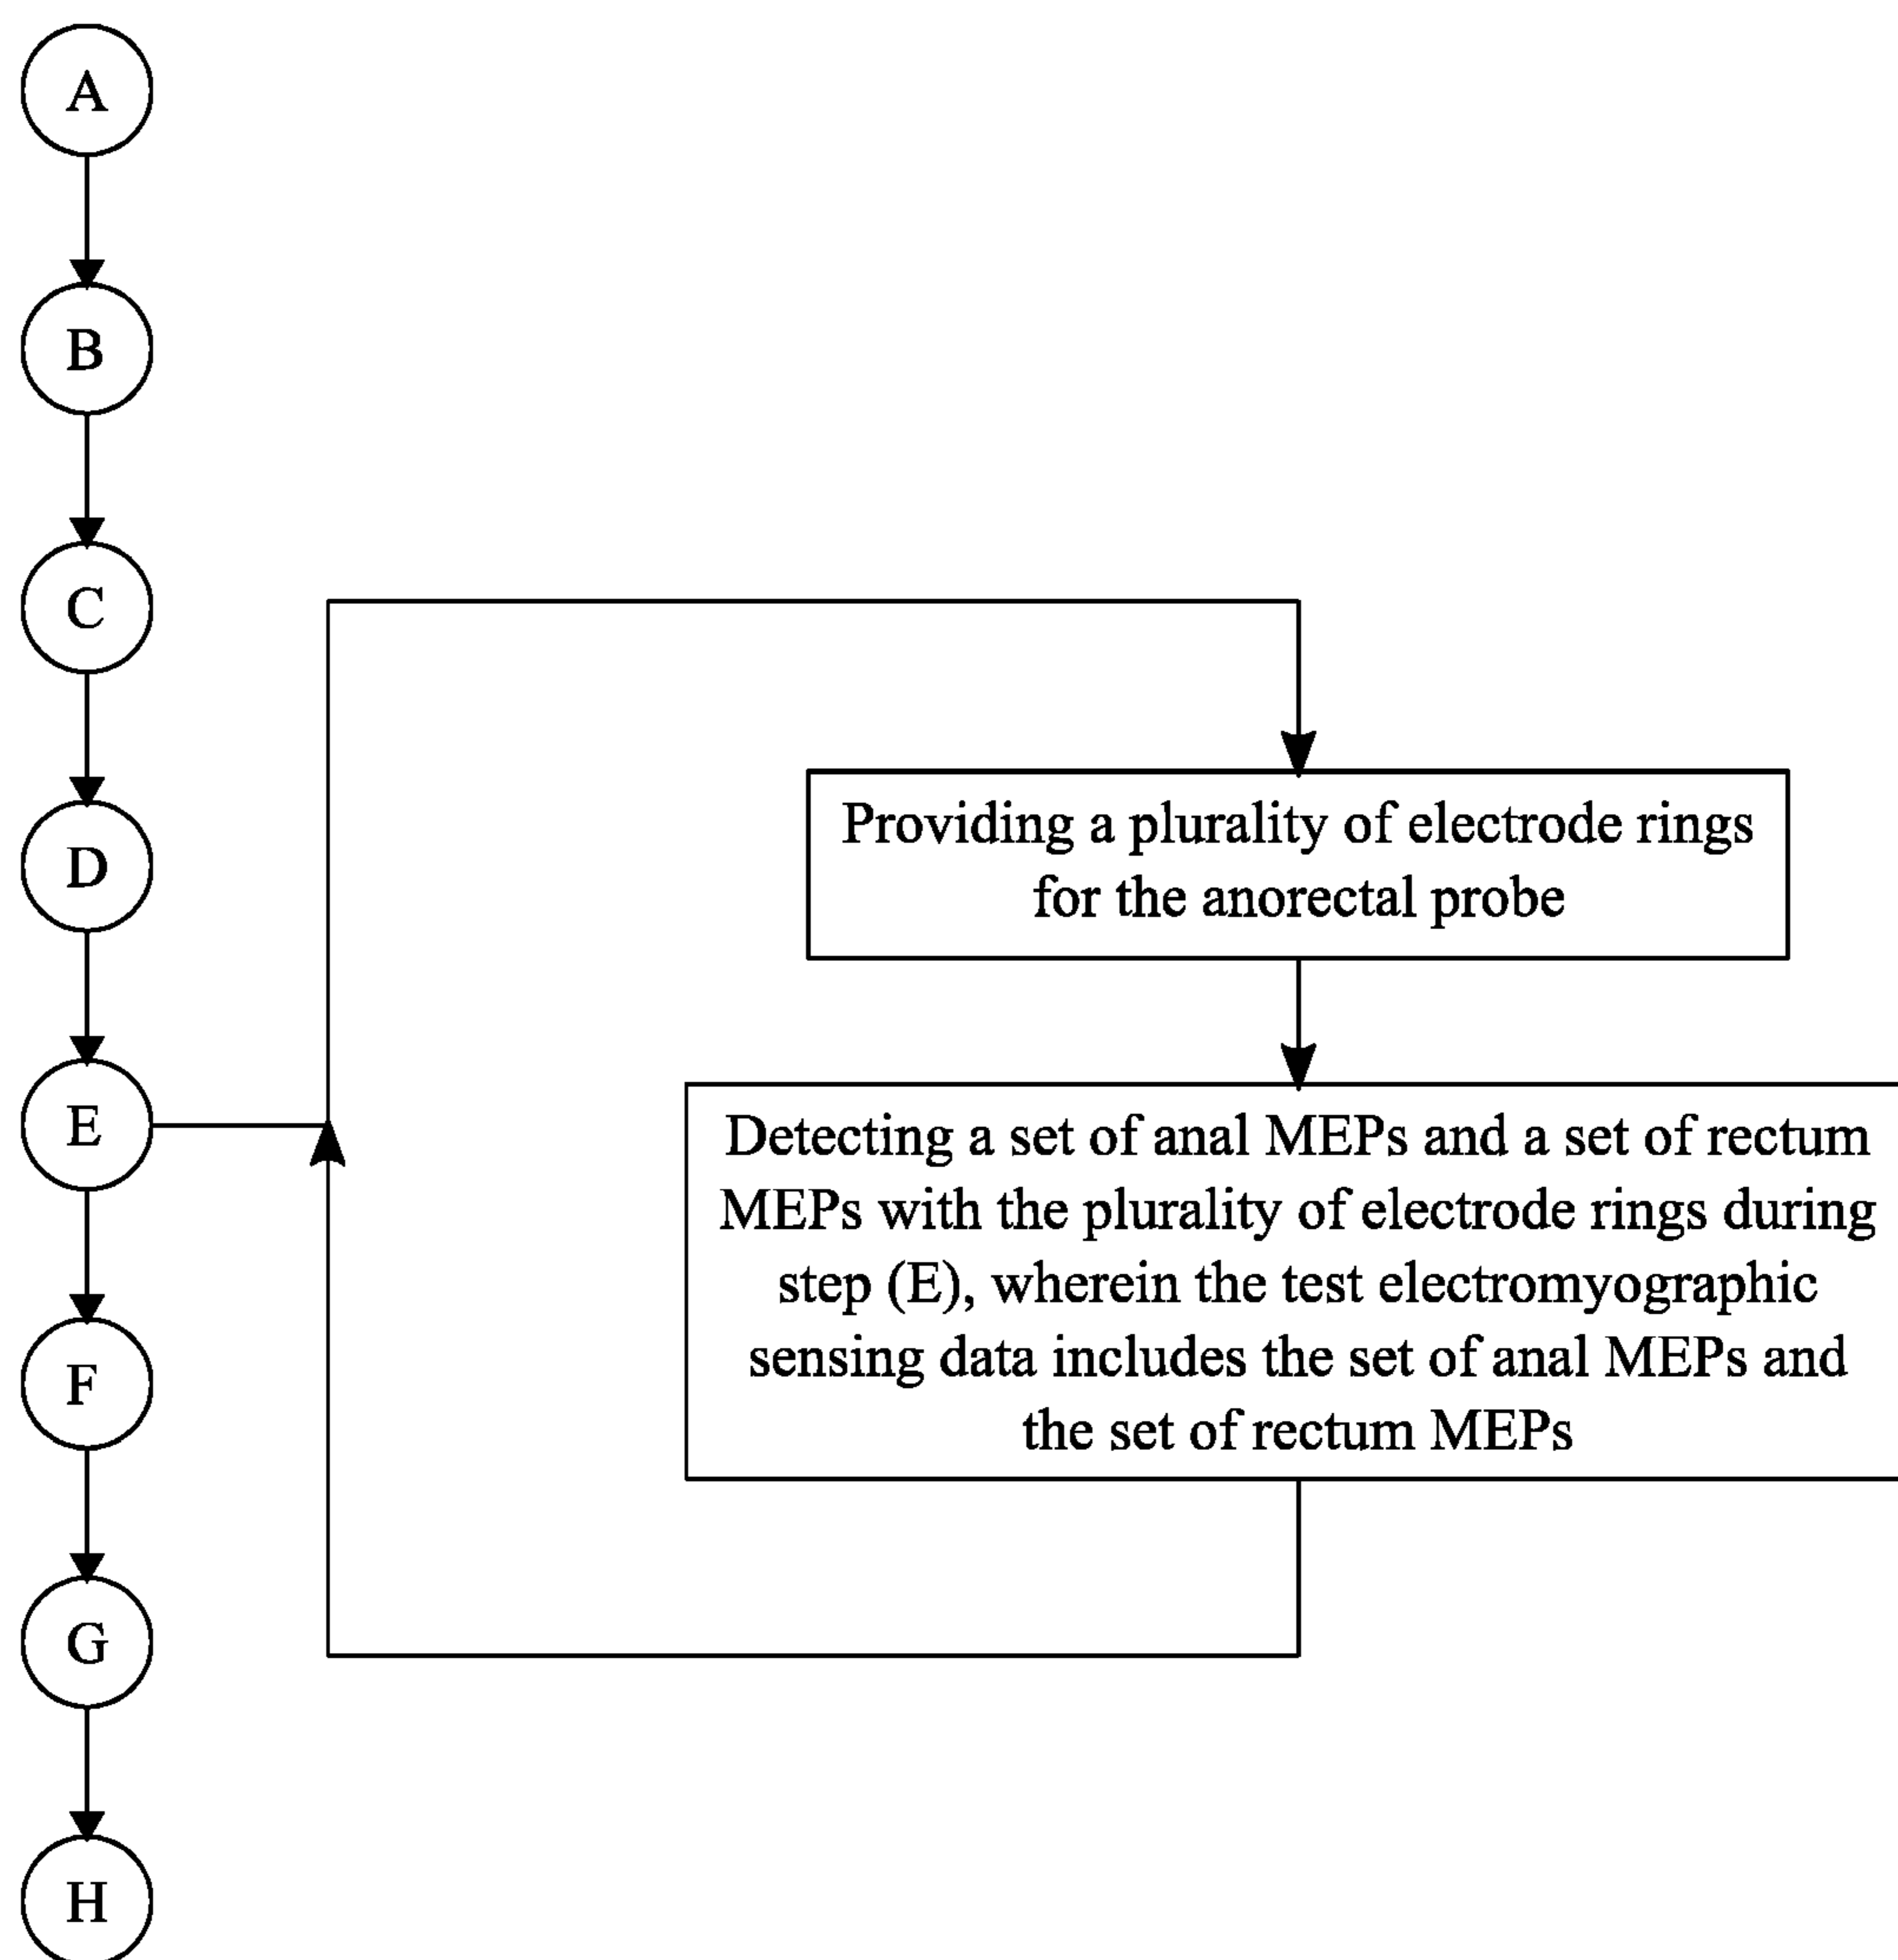 A
B
C
D
E
F
G
H
Providing a plurality of electrode rings
for the anorectal probe
Detecting a set of anal MEPs and a set of rectum
MEPs with the plurality of electrode rings during
step (E), wherein the test electromyographic
sensing data includes the set of anal MEPs and
the set of rectum MEPs